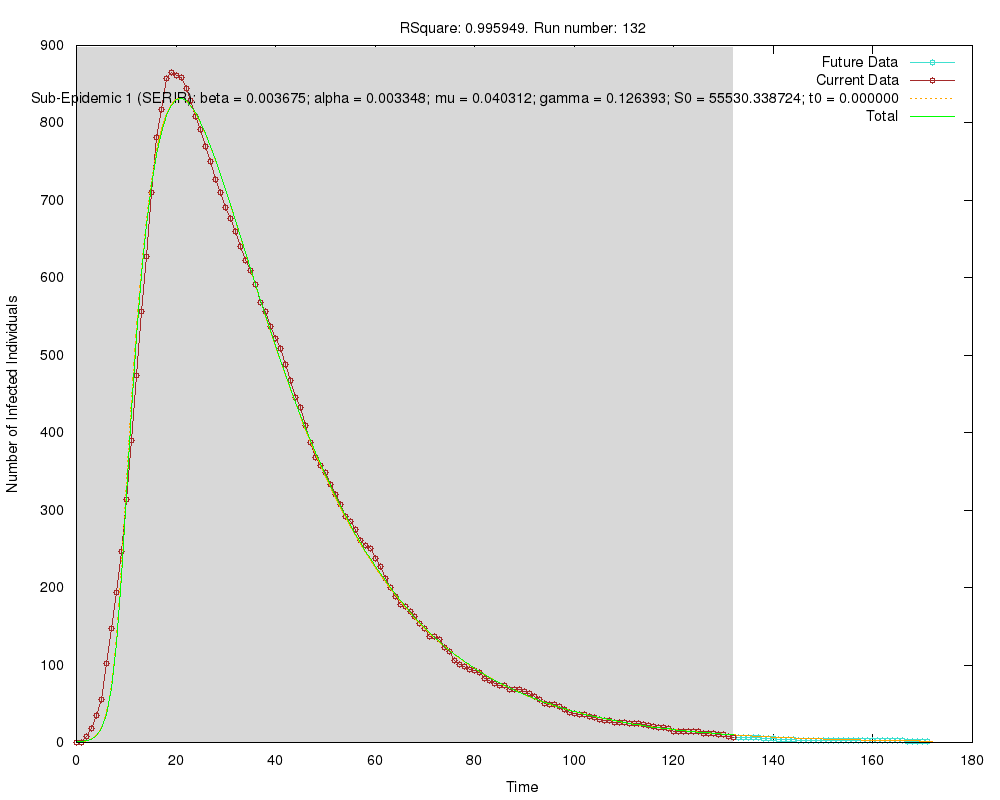 RSquare: 0.995949. Run number: 132
900
800
700
600
500
400
300
200
100
0
Number of Infected Individuals
Future Data
Current Data
Sub-Epidemic 1 (SERIR): beta = 0.003675; alpha = 0.003348; mu = 0.040312; gamma = 0.126393; S0 = 55530.338724; t0 = 0.000000
Total
0 20 40 60 80 100 120 140 160 180
Time